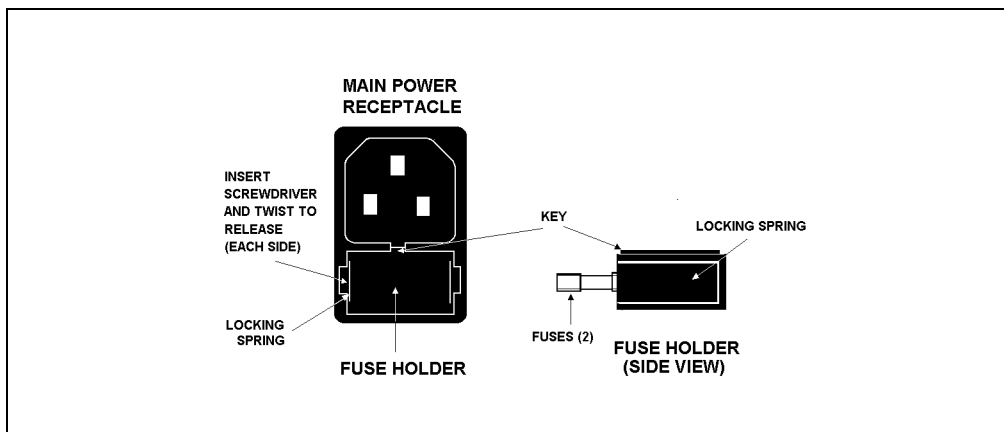 MAIN POWER
RECEPTACLE
INSERT
SCREWDRIVER
AND TWIST TO
RELEASE
(EACH SIDE)
KEY
LOCKING SPRING
LOCKING
SPRING
FUSES (2)
FUSE HOLDER
FUSE HOLDER
(SIDE VIEW)